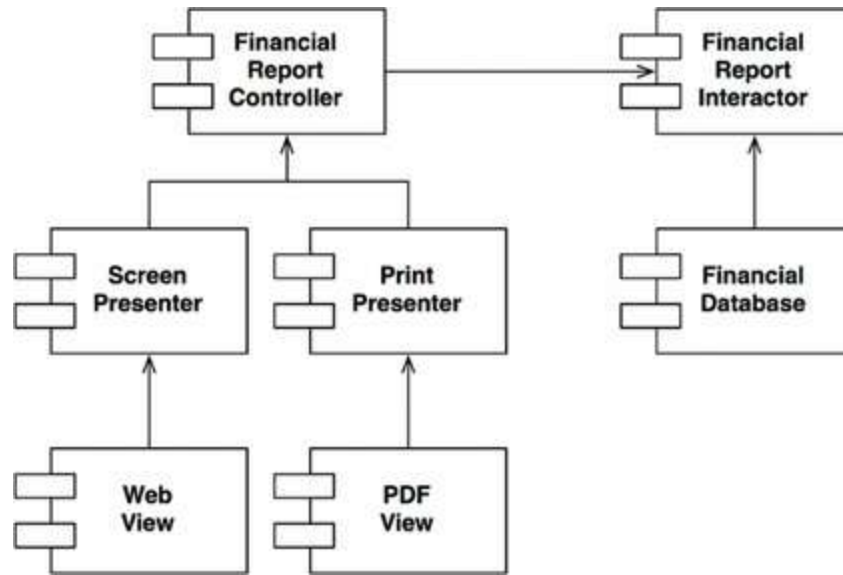 Financial
Report
Controller
Financial
Report
Interactor
Screen
Presenter
Print
Presenter
Financial
Database
Web
View
PDF
View